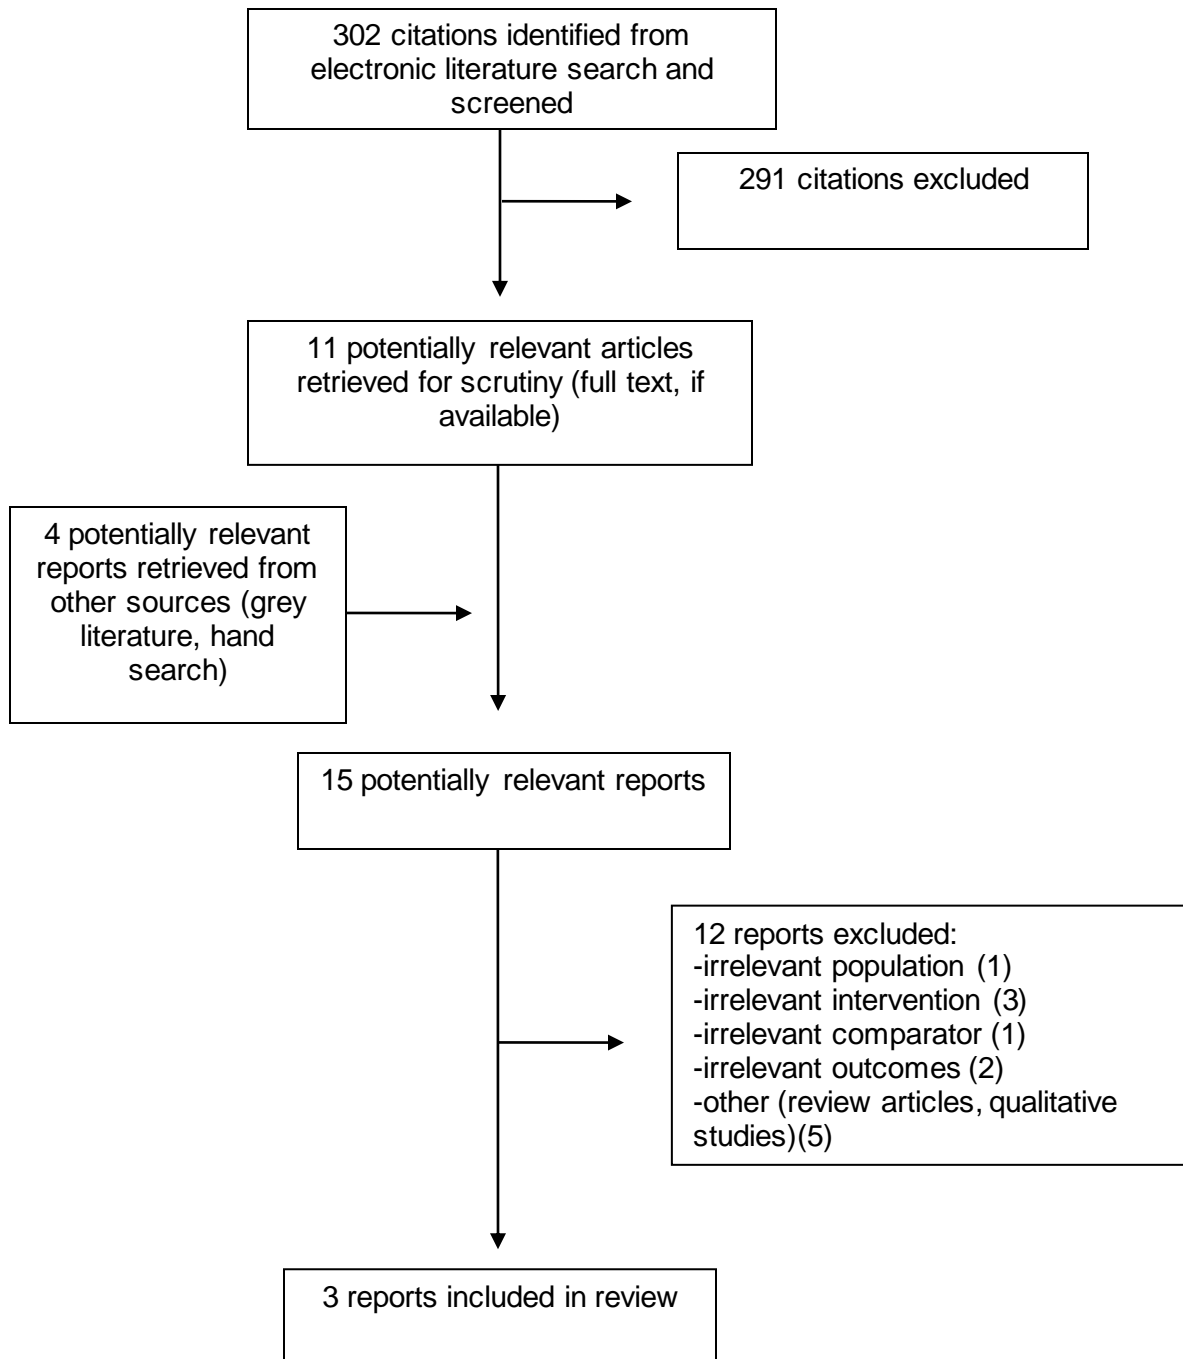 302 citations identified from
electronic literature search and
screened
291 citations excluded
11 potentially relevant articles
retrieved for scrutiny (full text, if
available)
4 potentially relevant
reports retrieved from
other sources (grey
literature, hand
search)
15 potentially relevant reports
12 reports excluded:
-irrelevant population (1)
-irrelevant intervention (3)
-irrelevant comparator (1)
-irrelevant outcomes (2)
-other (review articles, qualitative
studies)(5)
3 reports included in review